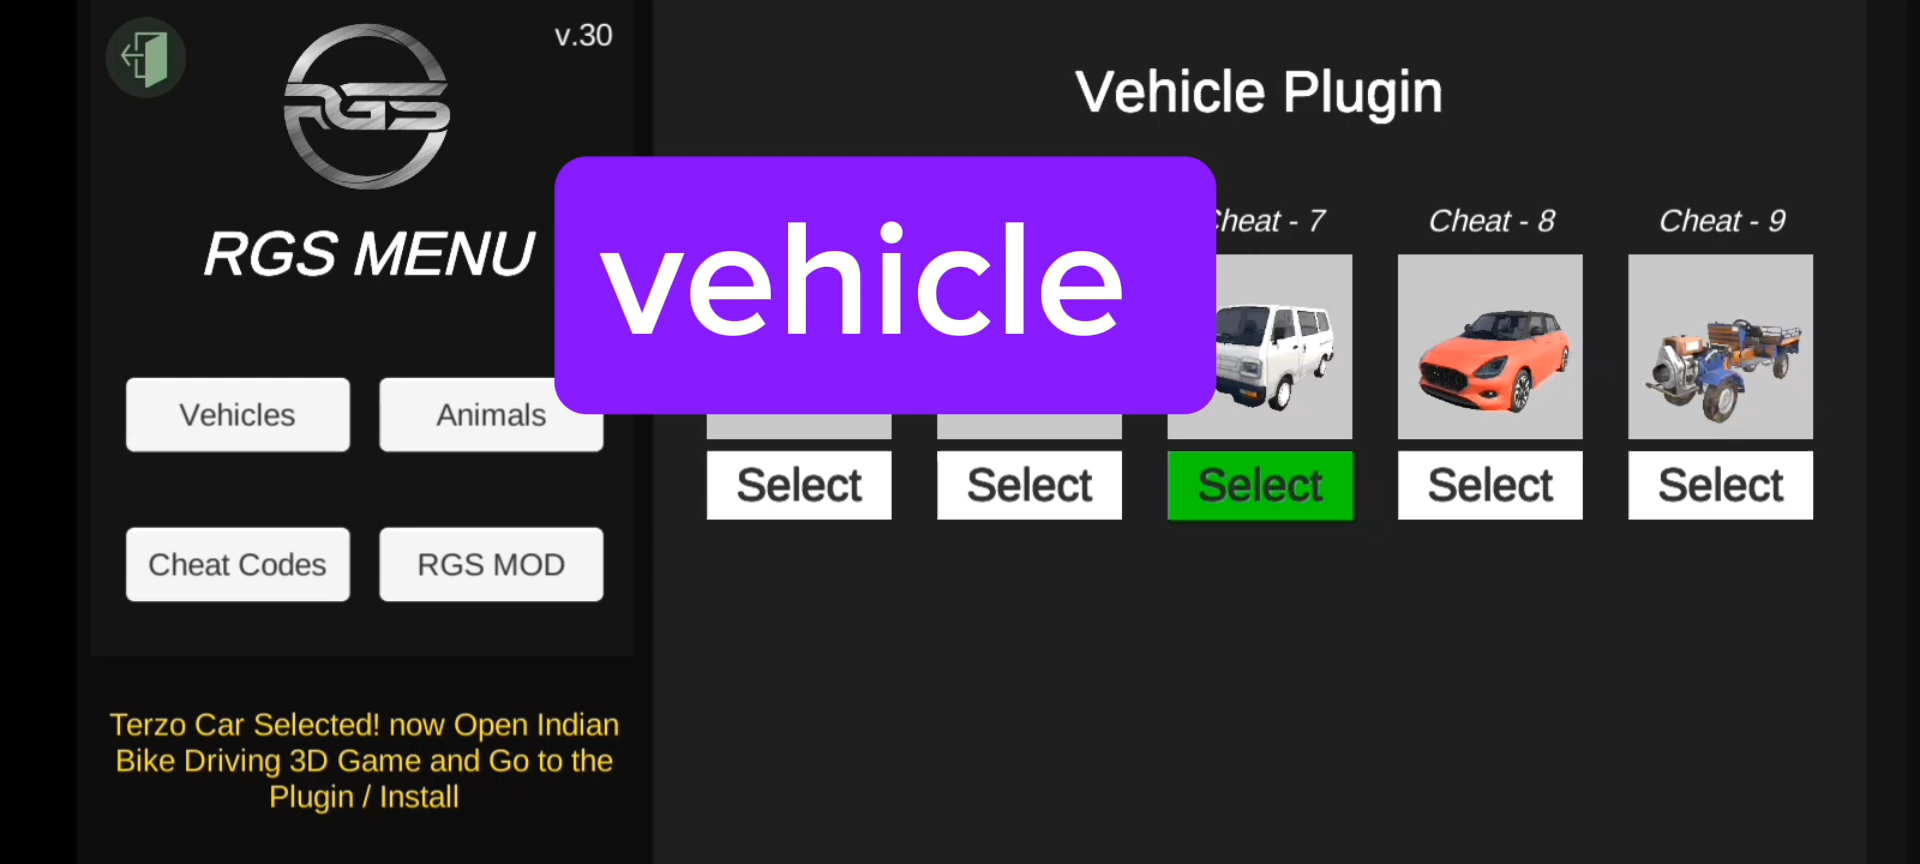 v.30
RGS
RGS MENU
Vehicles
Animals
Cheat Codes
RGS MOD
Terzo Car Selected! now Open Indian
Bike Driving 3D Game and Go to the
Plugin / Install
Vehicle Plugin
vehicle
Cheat - 7
Cheat - 8
Cheat - 9
Select
Select
Select
Select
Select